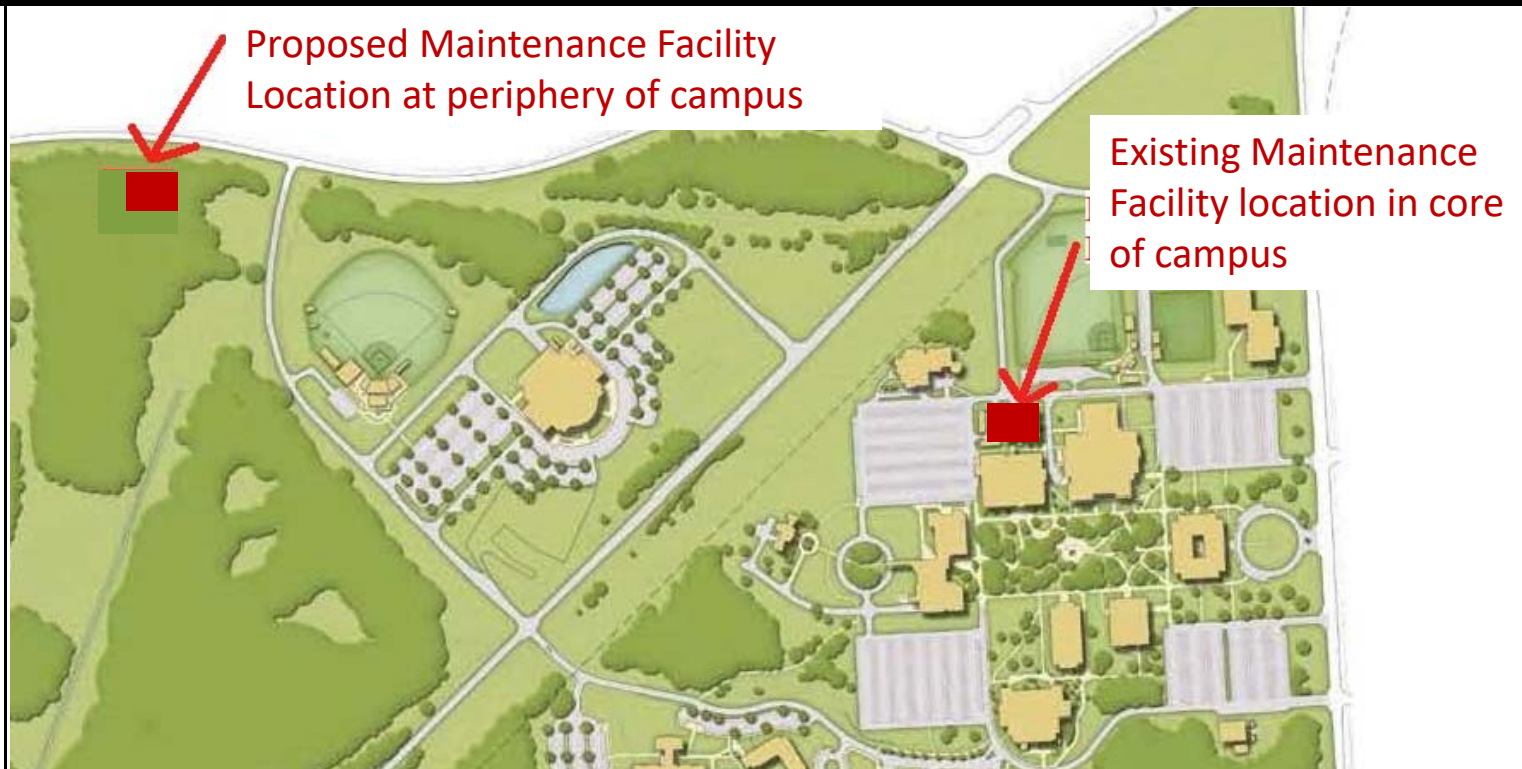 Proposed Maintenance Facility
Location at periphery of campus
Existing Maintenance
Facility location in core
of campus